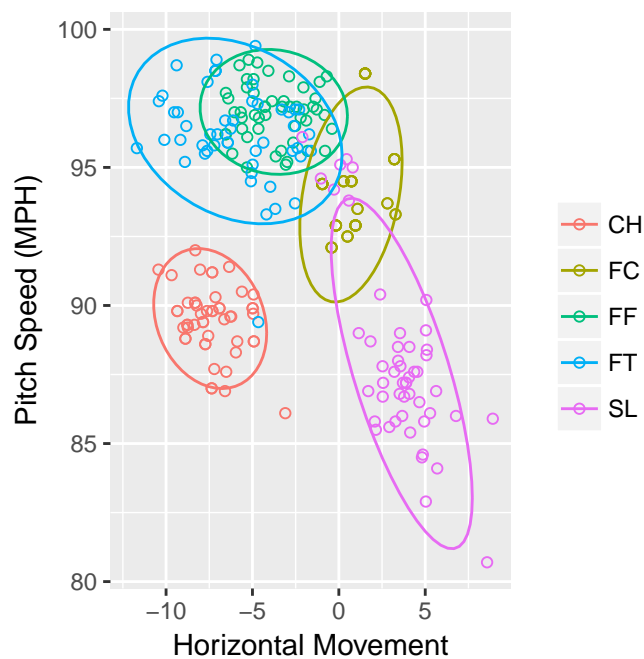 100
95
90
85
80
Pitch Speed (MPH)
−10
−5
0
5
Horizontal Movement
CH
FC
FF
FT
SL